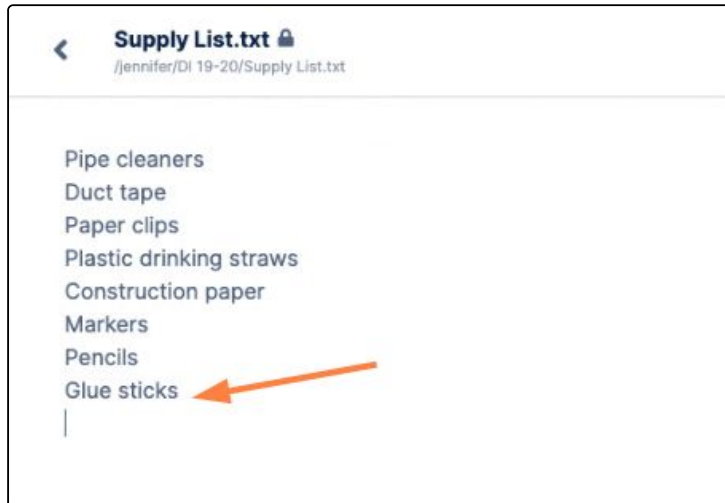 Supply List.txt
/jennifer/DI 19-20/Supply List.txt
Pipe cleaners
Duct tape
Paper clips
Plastic drinking straws
Construction paper
Markers
Pencils
Glue sticks